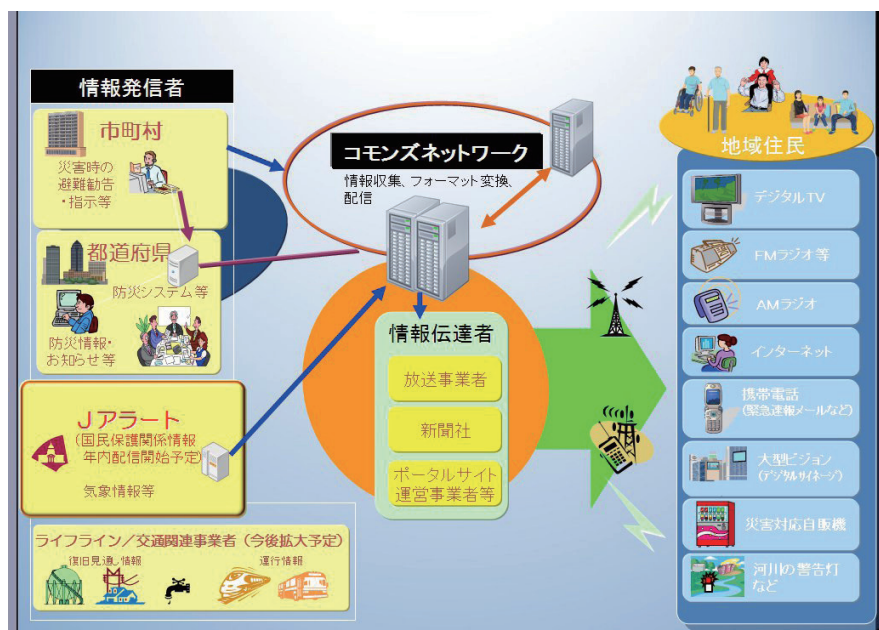 情報発信者
市町村
災害時の
避難勧告
・指示等
都道府県
防災システム等
防災情報・
お知らせ等
Jアラート
(国民保護関係情報
年内配信開始予定)
気象情報等
ライフライン／交通関連事業者（今後拡大予定）
復旧見通し情報
運行情報
コモンズネットワーク
情報収集、フォーマット変換、
配信
情報伝達者
放送事業者
新聞社
ポータルサイト
運営事業者等
地域住民
デジタルTV
FMラジオ等
AMラジオ
インターネット
携帯電話
(緊急速報メールなど)
大型ビジョン
(デジタルサイネージ)
災害対応自販機
河川の警告灯
など